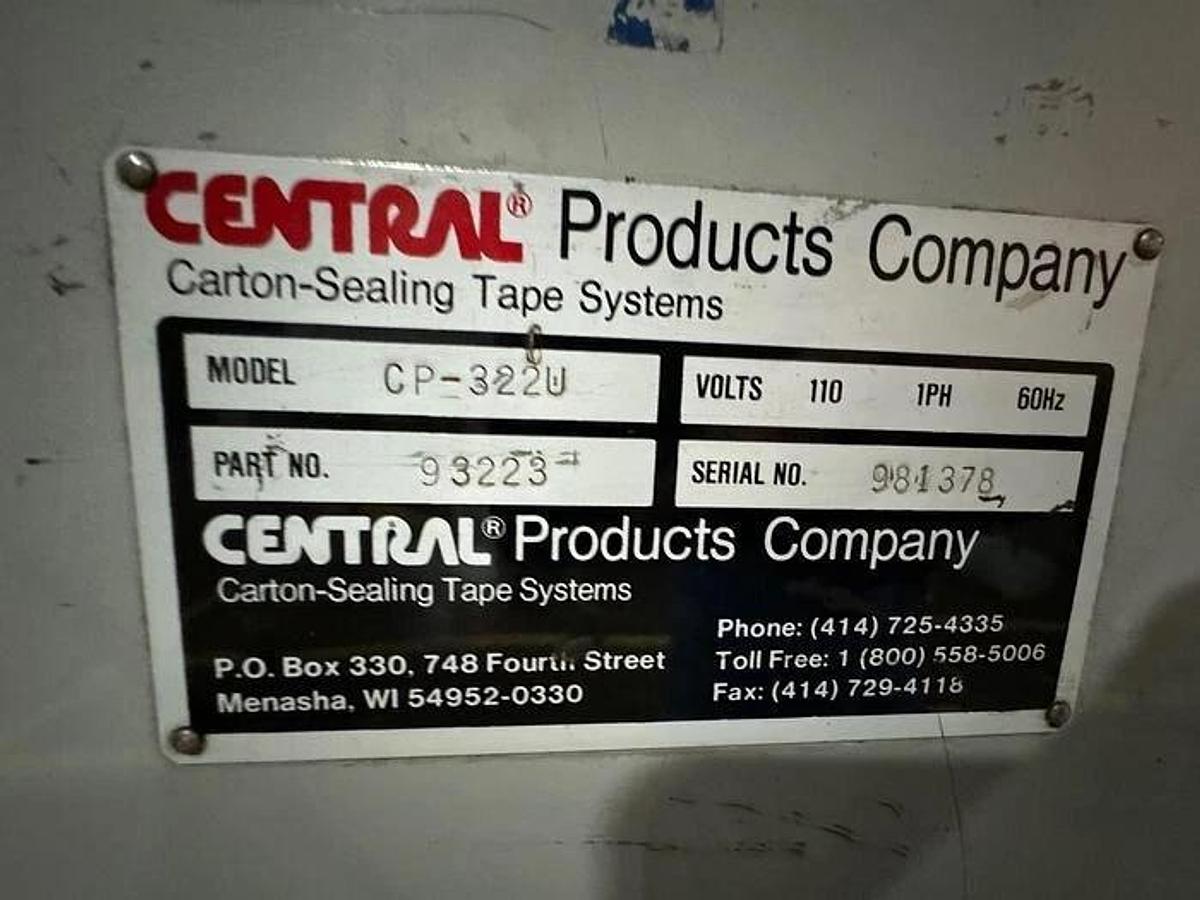 CENTRAL® Products Company
Carton-Sealing Tape Systems
MODEL CP-322U
VOLTS 110 1PH 60Hz
PART NO. 93223
SERIAL NO. 981378
CENTRAL® Products Company
Carton-Sealing Tape Systems
P.O. Box 330, 748 Fourth Street
Menasha, WI 54952-0330
Phone: (414) 725-4335
Toll Free: 1 (800) 558-5006
Fax: (414) 729-4118